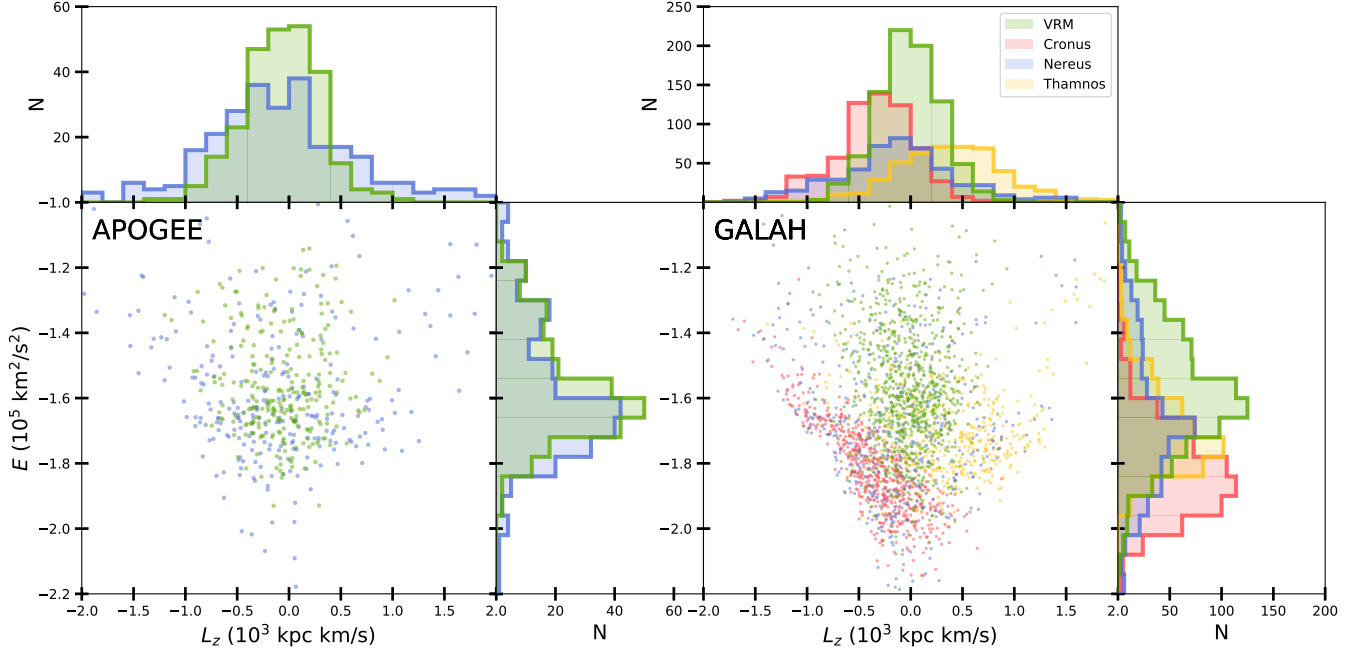 60
40
20
N
−1.0
APOGEE
−1.2
−1.4
−1.6
−1.8
−2.0
−2.2
E (10^5 km^2/s^2)
−2.0 −1.5 −1.0 −0.5 0.0 0.5 1.0 1.5 2.0 20 40 60
L_z (10^3 kpc km/s) N
250
200
150
100
50
N
VRM
Cronus
Nereus
Thamnos
GALAH
−1.2
−1.4
−1.6
−1.8
−2.0
−2.0 −1.5 −1.0 −0.5 0.0 0.5 1.0 1.5 2.0 50 100 150 200
L_z (10^3 kpc km/s) N